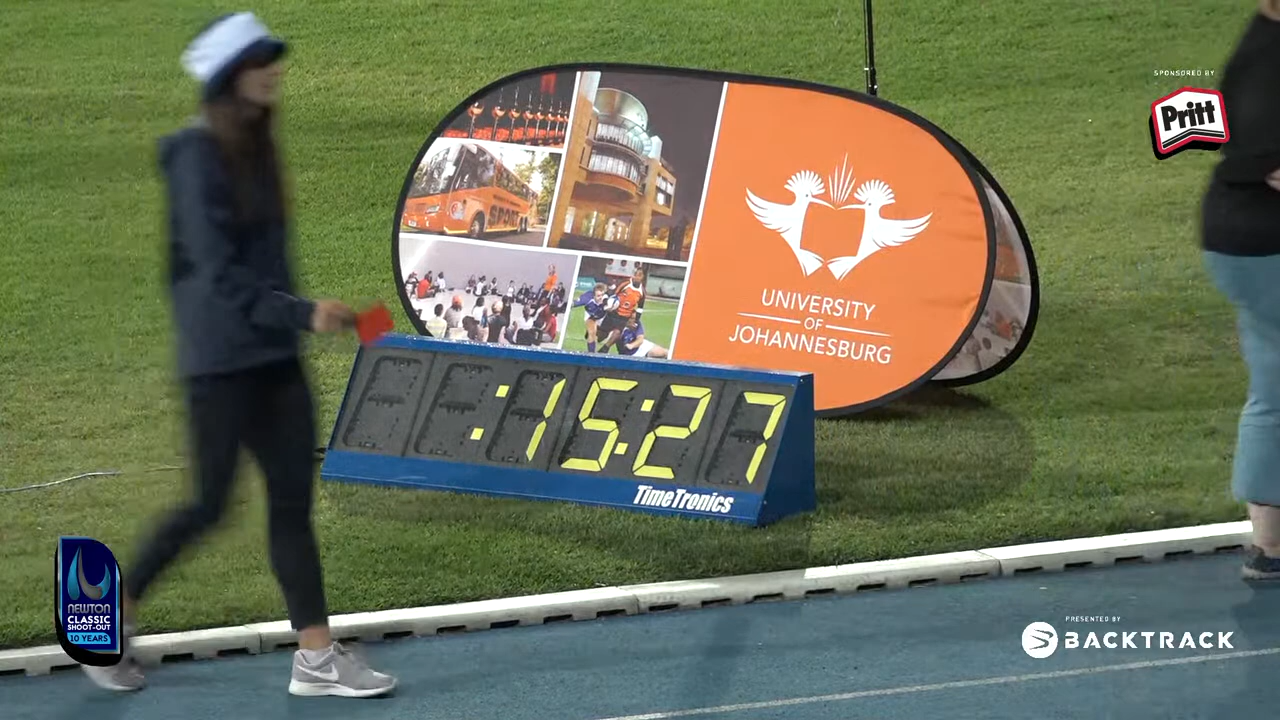 SPONSORED BY
Pritt
SPORT
UNIVERSITY
OF
JOHANNESBURG
:15:27
TimeTronics
NEWTON
CLASSIC
SHOOT-OUT
10 YEARS
PRESENTED BY
BACKTRACK